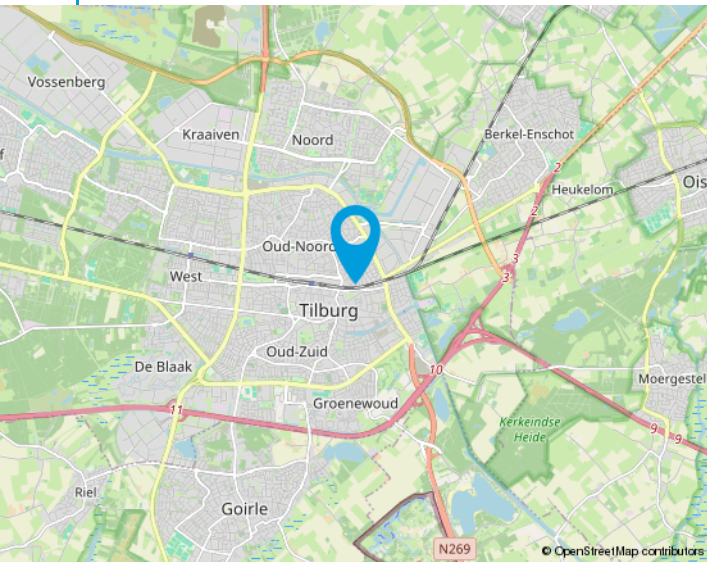 Vossenberg
Kraaiven
Noord
Berkel-Enschot
f
2
Heukelom
Ois
2
Oud-Noord
3
West
3
Tilburg
Oud-Zuid
De Blaak
10
Moergestel
11
Groenewoud
Kerkeindse
Heide
9
9
Riel
Goirle
N269
© OpenStreetMap contributors